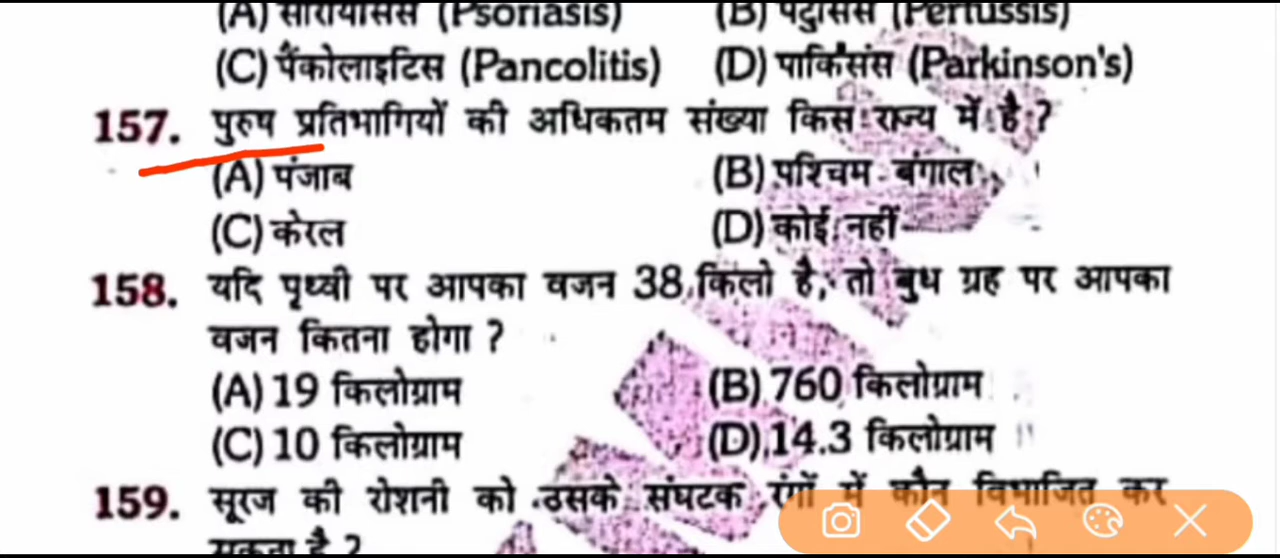 (A) सोरायसिस (Psoriasis) (B) पर्टुसिस (Pertussis)
(C) पैंकोलाइटिस (Pancolitis) (D) पार्किंसंस (Parkinson's)
157. पुरुष प्रतिभागियों की अधिकतम संख्या किस राज्य में है ?
(A) पंजाब (B) पश्चिम बंगाल
(C) केरल (D) कोई नहीं
158. यदि पृथ्वी पर आपका वजन 38 किलो है, तो बुध ग्रह पर आपका
वजन कितना होगा ?
(A) 19 किलोग्राम (B) 760 किलोग्राम
(C) 10 किलोग्राम (D) 14.3 किलोग्राम
159. सूरज की रोशनी को उसके संघटक रंगों में कौन विभाजित कर
सकता है ?